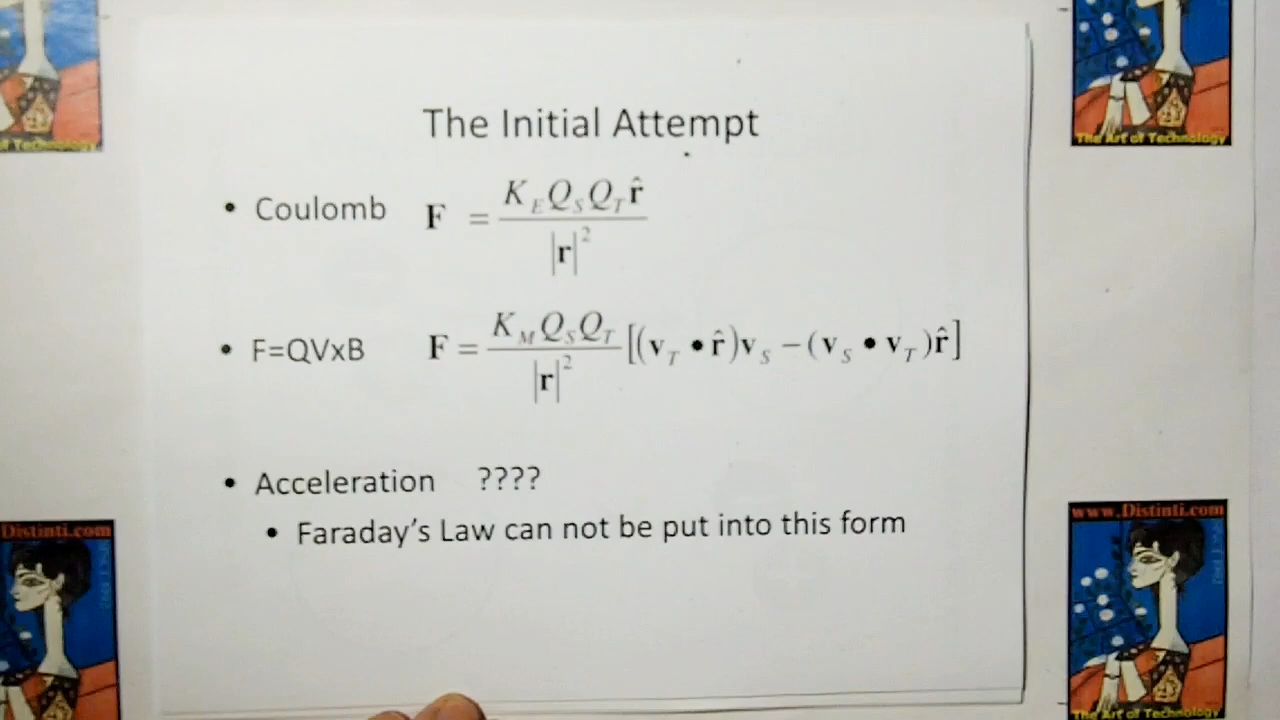 The Initial Attempt
• Coulomb F = K_E Q_S Q_T r̂ / |r|²
• F=QVxB F = K_M Q_S Q_T / |r|² [(v_T • r̂)v_S − (v_S • v_T)r̂]
• Acceleration ????
• Faraday's Law can not be put into this form
of Technology
The Art of Technology
Distinti.com
www.Distinti.com
The Art of Technology